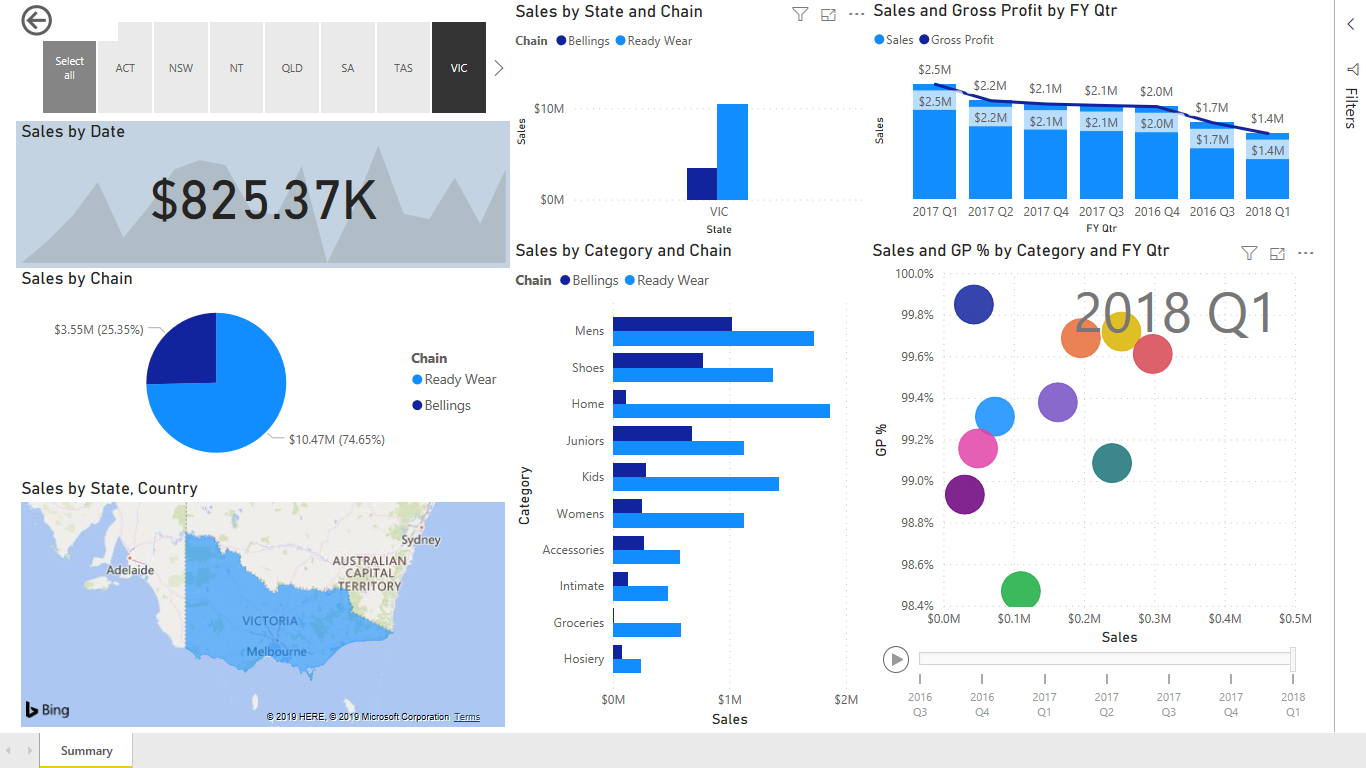 Select
all
ACT
NSW
NT
QLD
SA
TAS
VIC
Sales by Date
$825.37K
Sales by Chain
$3.55M (25.35%)
$10.47M (74.65%)
Chain
Ready Wear
Bellings
Sales by State, Country
Adelaide
Sydney
AUSTRALIAN
CAPITAL
TERRITORY
VICTORIA
Melbourne
Bing
© 2019 HERE, © 2019 Microsoft Corporation Terms
Sales by State and Chain
Chain Bellings Ready Wear
Sales
$10M
$0M
VIC
State
Sales by Category and Chain
Chain Bellings Ready Wear
Category
Mens
Shoes
Home
Juniors
Kids
Womens
Accessories
Intimate
Groceries
Hosiery
$0M $1M $2M
Sales
Sales and Gross Profit by FY Qtr
Sales Gross Profit
Sales
$2.5M $2.2M $2.1M $2.1M $2.0M $1.7M $1.4M
$2.5M $2.2M $2.1M $2.1M $2.0M $1.7M $1.4M
2017 Q1 2017 Q2 2017 Q4 2017 Q3 2016 Q4 2016 Q3 2018 Q1
FY Qtr
Sales and GP % by Category and FY Qtr
2018 Q1
GP %
100.0%
99.8%
99.6%
99.4%
99.2%
99.0%
98.8%
98.6%
98.4%
$0.0M $0.1M $0.2M $0.3M $0.4M $0.5M
Sales
2016 2016 2017 2017 2017 2017 2018
Q3 Q4 Q1 Q2 Q3 Q4 Q1
Filters
Summary